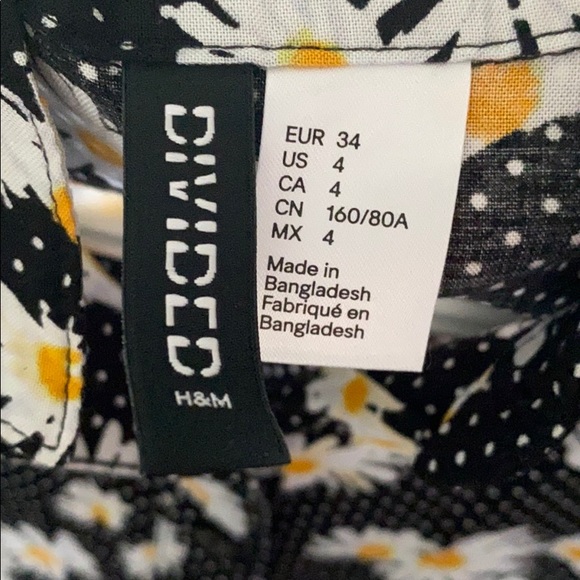 DIVIDED
H&M
EUR 34
US 4
CA 4
CN 160/80A
MX 4
Made in
Bangladesh
Fabriqué en
Bangladesh